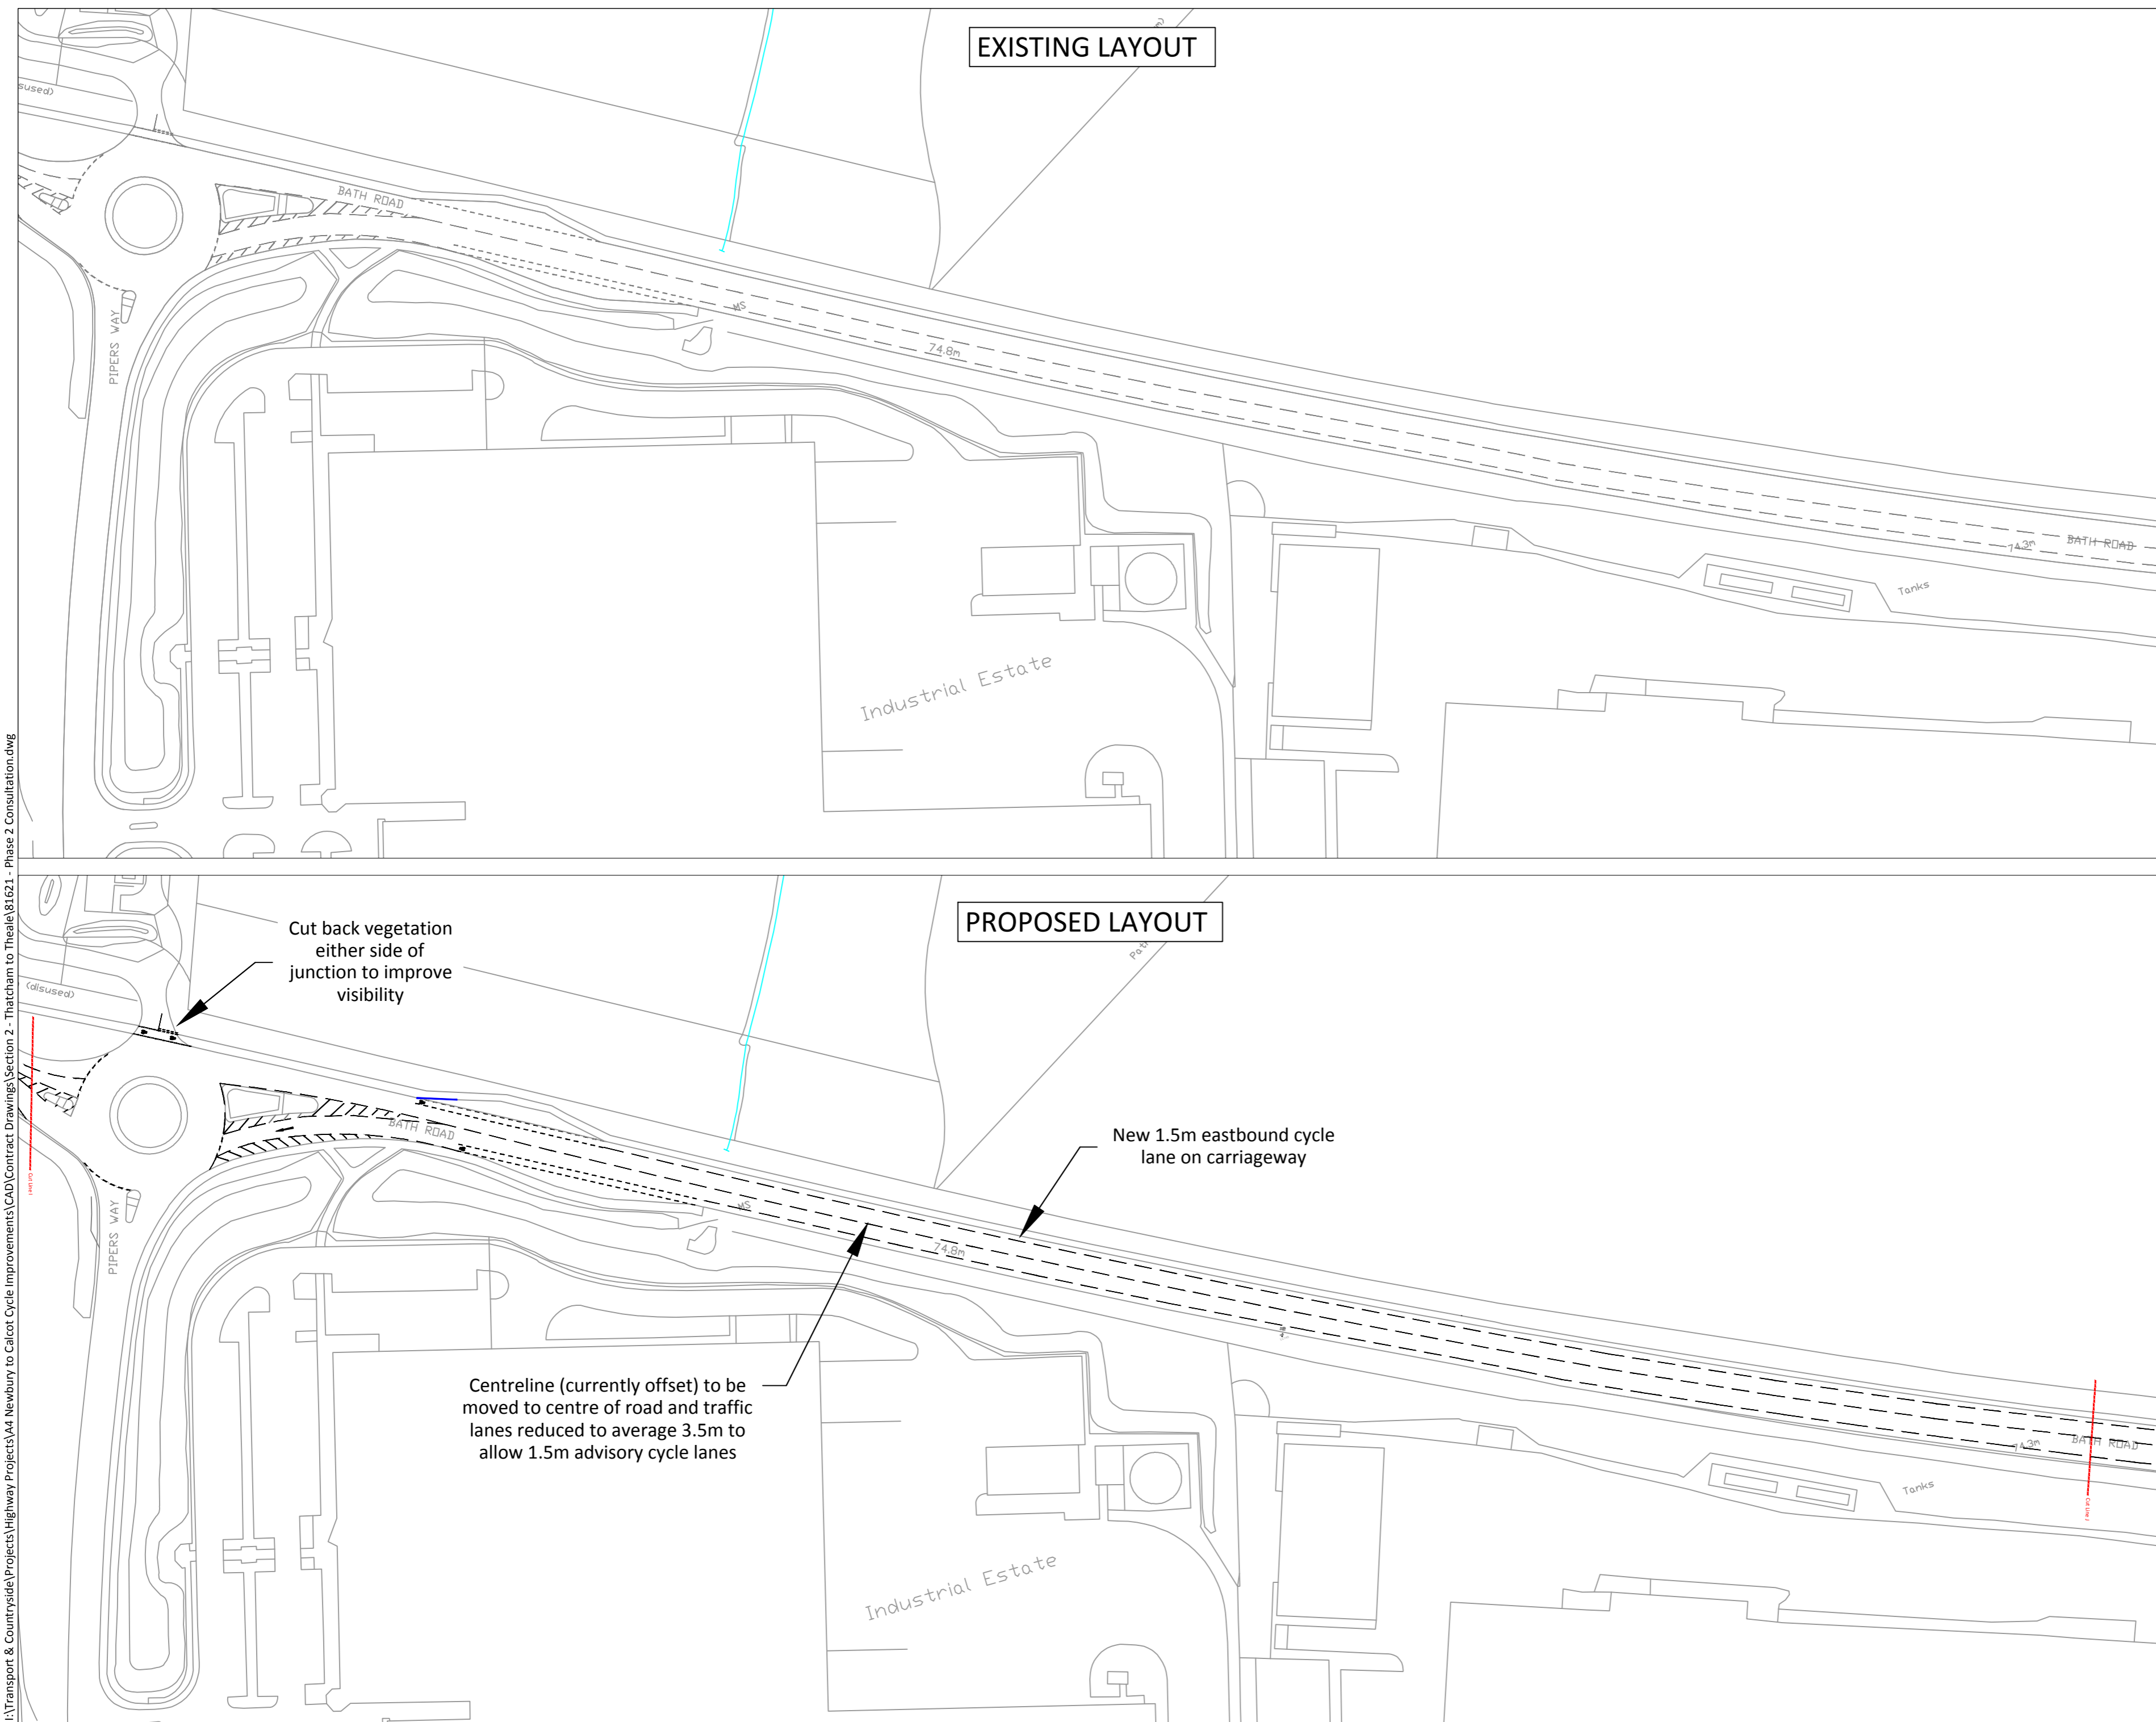 EXISTING LAYOUT
sused)
BATH ROAD
PIPERS WAY
MS
74.8m
Industrial Estate
74.3m
BATH ROAD
Tanks
I:\Transport & Countryside\Projects\Highway Projects\A4 Newbury to Calcot Cycle Improvements\CAD\Contract Drawings\Section 2 - Thatcham to Theale\81621 - Phase 2 Consultation.dwg
PROPOSED LAYOUT
Cut back vegetation
either side of
junction to improve
visibility
(disused)
BATH ROAD
PIPERS WAY
MS
74.8m
New 1.5m eastbound cycle
lane on carriageway
Centreline (currently offset) to be
moved to centre of road and traffic
lanes reduced to average 3.5m to
allow 1.5m advisory cycle lanes
Industrial Estate
74.3m
BATH ROAD
Tanks